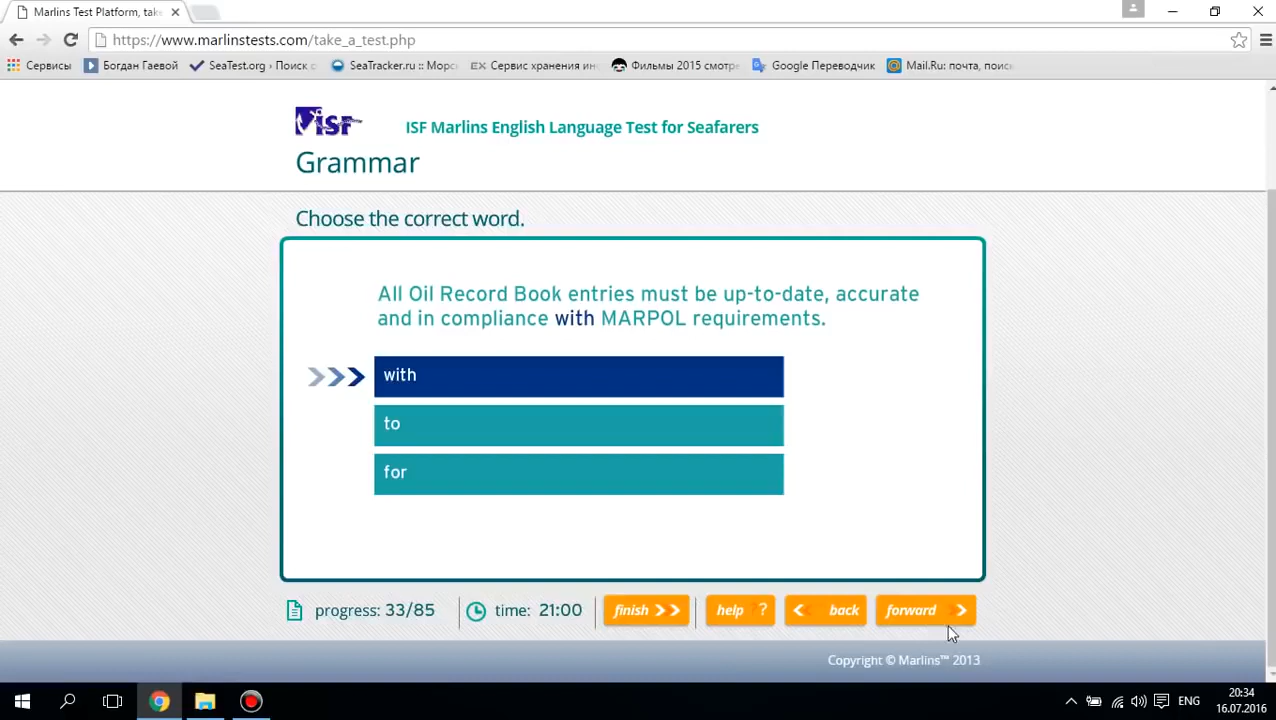 Marlins Test Platform, take
https://www.marlinstests.com/take_a_test.php
Сервисы
Богдан Гаевой
SeaTest.org › Поиск с
SeaTracker.ru :: Морс
EX Сервис хранения ин
Фильмы 2015 смотре
Google Переводчик
Mail.Ru: почта, поиск
ISF
ISF Marlins English Language Test for Seafarers
Grammar
Choose the correct word.
All Oil Record Book entries must be up-to-date, accurate
and in compliance with MARPOL requirements.
with
to
for
progress: 33/85
time: 21:00
finish
help ?
back
forward
Copyright © Marlins™ 2013
ENG
20:34
16.07.2016